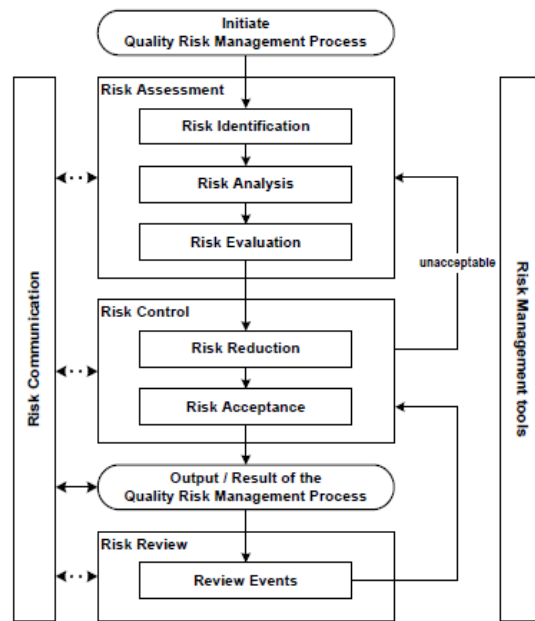 Initiate
Quality Risk Management Process
Risk Assessment
Risk Identification
Risk Analysis
Risk Evaluation
unacceptable
Risk Control
Risk Reduction
Risk Acceptance
Output / Result of the
Quality Risk Management Process
Risk Review
Review Events
Risk Communication
Risk Management tools